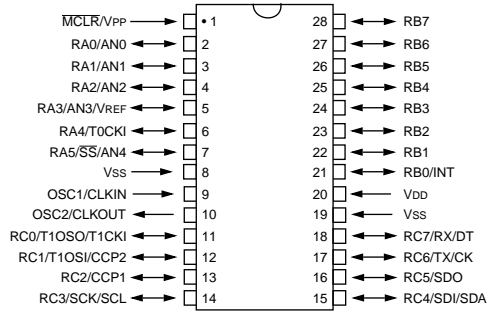 MCLR/VPP • 1 28 RB7
RA0/AN0 2 27 RB6
RA1/AN1 3 26 RB5
RA2/AN2 4 25 RB4
RA3/AN3/VREF 5 24 RB3
RA4/T0CKI 6 23 RB2
RA5/SS/AN4 7 22 RB1
VSS 8 21 RB0/INT
OSC1/CLKIN 9 20 VDD
OSC2/CLKOUT 10 19 VSS
RC0/T1OSO/T1CKI 11 18 RC7/RX/DT
RC1/T1OSI/CCP2 12 17 RC6/TX/CK
RC2/CCP1 13 16 RC5/SDO
RC3/SCK/SCL 14 15 RC4/SDI/SDA